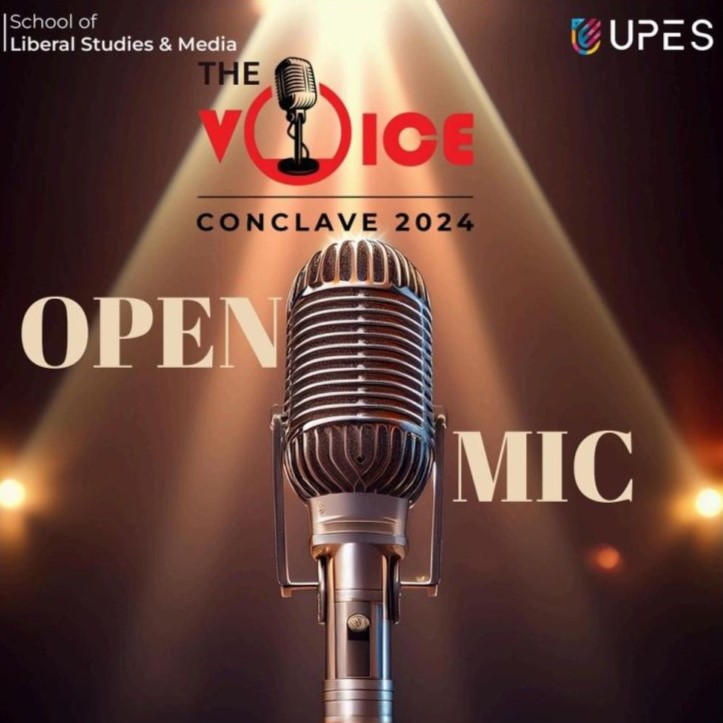 School of
Liberal Studies & Media
UPES
THE
VOICE
CONCLAVE 2024
OPEN
MIC